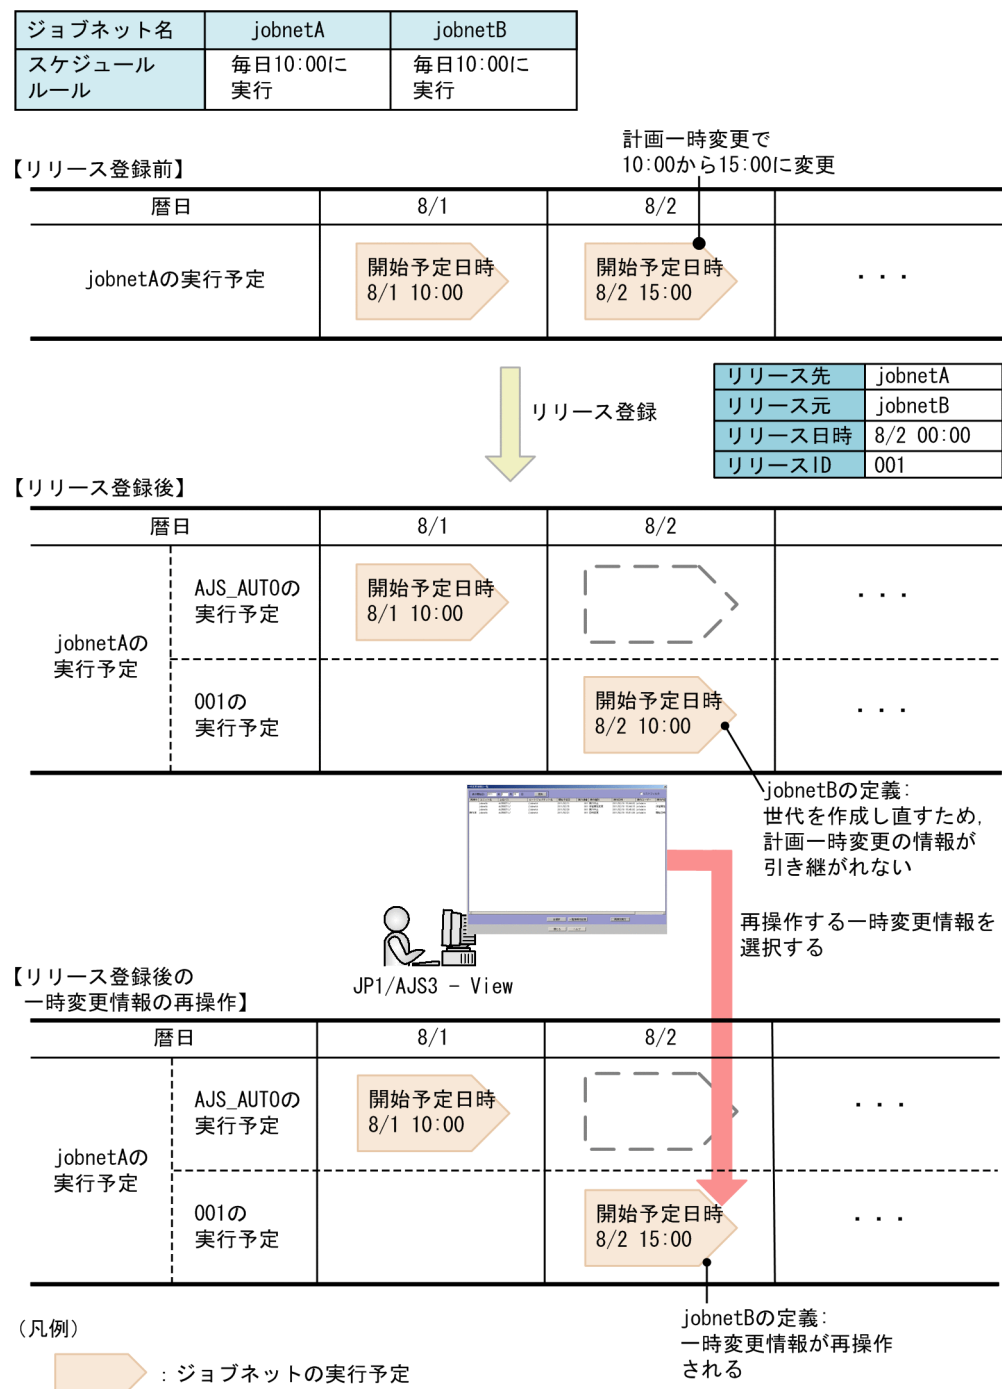 ジョブネット名 jobnetA jobnetB
スケジュール 毎日10:00に 毎日10:00に
ルール 実行 実行
計画一時変更で
10:00から15:00に変更
【リリース登録前】
暦日 8/1 8/2
jobnetAの実行予定
開始予定日時
8/1 10:00
開始予定日時
8/2 15:00
・・・
リリース登録
リリース先 jobnetA
リリース元 jobnetB
リリース日時 8/2 00:00
リリースID 001
【リリース登録後】
暦日 8/1 8/2
jobnetAの
実行予定
AJS_AUTOの
実行予定
開始予定日時
8/1 10:00
・・・
001の
実行予定
開始予定日時
8/2 10:00
・・・
jobnetBの定義:
世代を作成し直すため,
計画一時変更の情報が
引き継がれない
再操作する一時変更情報を
選択する
JP1/AJS3 - View
【リリース登録後の
一時変更情報の再操作】
暦日 8/1 8/2
jobnetAの
実行予定
AJS_AUTOの
実行予定
開始予定日時
8/1 10:00
・・・
001の
実行予定
開始予定日時
8/2 15:00
・・・
jobnetBの定義:
一時変更情報が再操作
される
（凡例）
：ジョブネットの実行予定